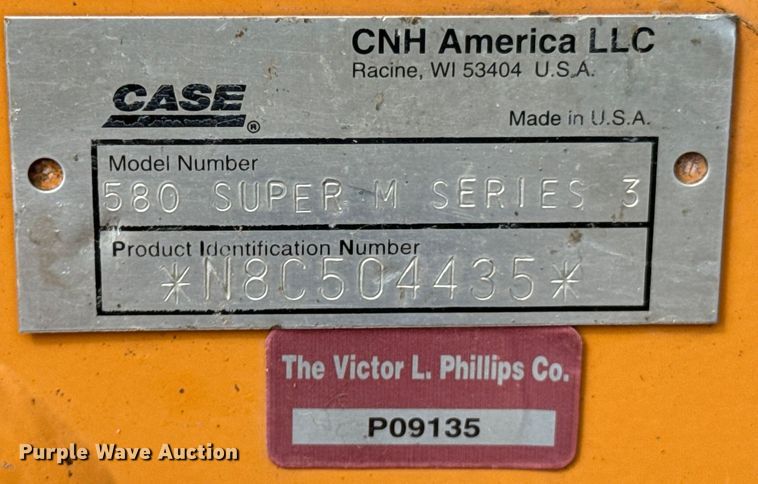 CNH America LLC
Racine, WI 53404 U.S.A.
CASE®
Made in U.S.A.
Model Number
580 SUPER M SERIES 3
Product Identification Number
*N8C504435*
The Victor L. Phillips Co.
P09135
Purple Wave Auction